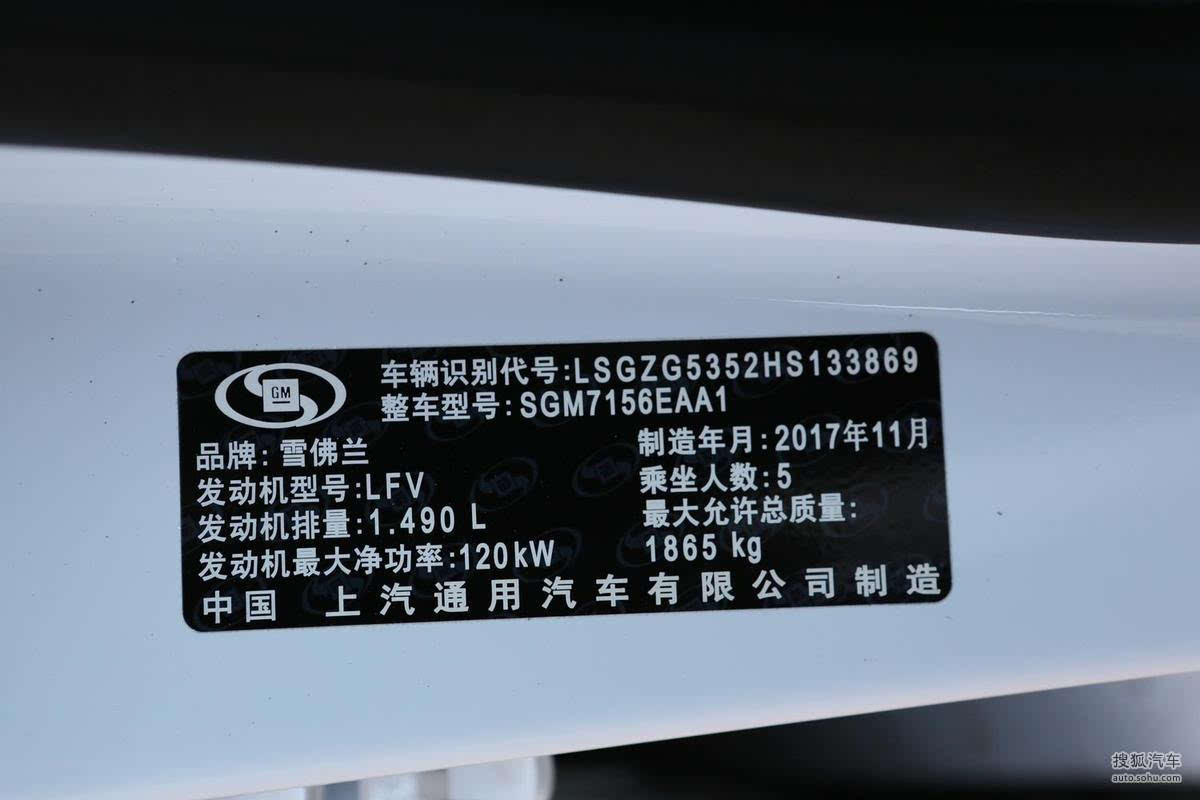 GM
车辆识别代号:LSGZG5352HS133869
整车型号:SGM7156EAA1
品牌:雪佛兰
制造年月:2017年11月
发动机型号:LFV
乘坐人数:5
发动机排量:1.490 L
最大允许总质量:
发动机最大净功率:120kW
1865 kg
中国 上汽通用汽车有限公司制造
搜狐汽车
auto.sohu.com